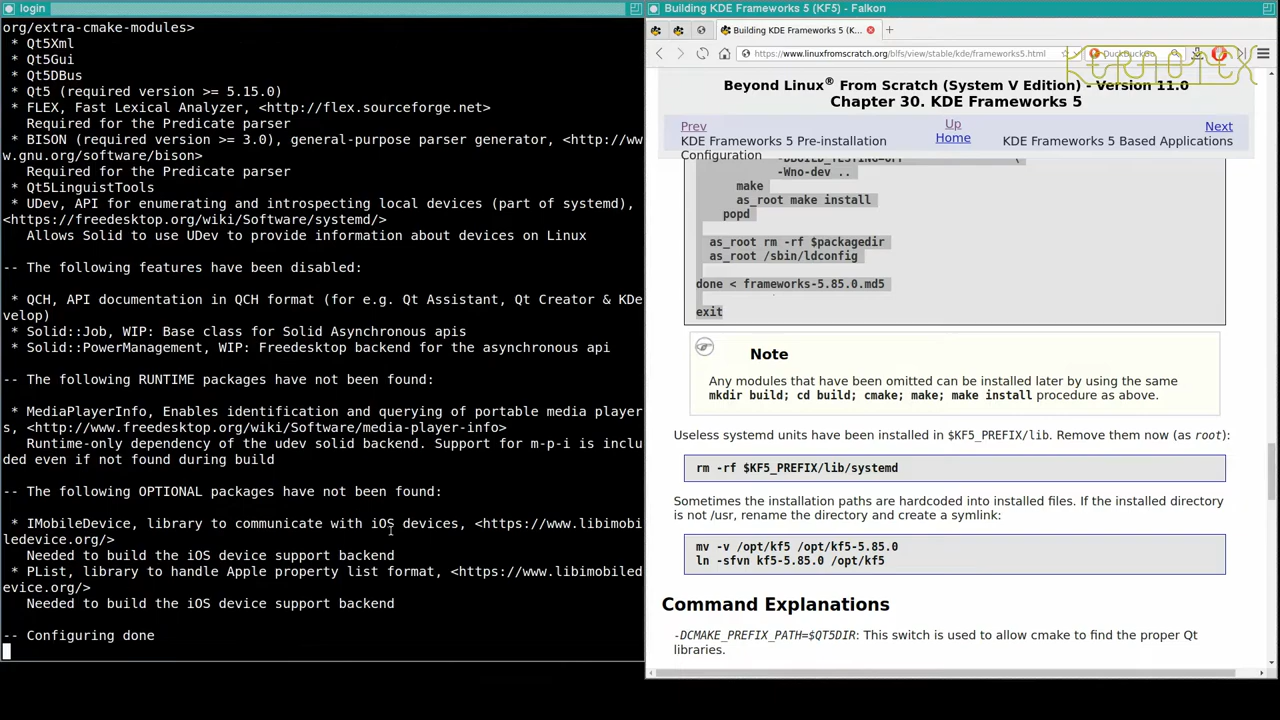 login
org/extra-cmake-modules>
* Qt5Xml
* Qt5Gui
* Qt5DBus
* Qt5 (required version >= 5.15.0)
* FLEX, Fast Lexical Analyzer, <http://flex.sourceforge.net>
Required for the Predicate parser
* BISON (required version >= 3.0), general-purpose parser generator, <http://ww
w.gnu.org/software/bison>
Required for the Predicate parser
* Qt5LinguistTools
* UDev, API for enumerating and introspecting local devices (part of systemd),
<https://freedesktop.org/wiki/Software/systemd/>
Allows Solid to use UDev to provide information about devices on Linux
-- The following features have been disabled:
* QCH, API documentation in QCH format (for e.g. Qt Assistant, Qt Creator & KDe
velop)
* Solid::Job, WIP: Base class for Solid Asynchronous apis
* Solid::PowerManagement, WIP: Freedesktop backend for the asynchronous api
-- The following RUNTIME packages have not been found:
* MediaPlayerInfo, Enables identification and querying of portable media player
s, <http://www.freedesktop.org/wiki/Software/media-player-info>
Runtime-only dependency of the udev solid backend. Support for m-p-i is inclu
ded even if not found during build
-- The following OPTIONAL packages have not been found:
* IMobileDevice, library to communicate with iOS devices, <https://www.libimobi
ledevice.org/>
Needed to build the iOS device support backend
* PList, library to handle Apple property list format, <https://www.libimobiled
evice.org/>
Needed to build the iOS device support backend
-- Configuring done
Building KDE Frameworks 5 (KF5) - Falkon
Building KDE Frameworks 5 (K...
https://www.linuxfromscratch.org/blfs/view/stable/kde/frameworks5.html
DuckDuckGo
Beyond Linux® From Scratch (System V Edition) - Version 11.0
Chapter 30. KDE Frameworks 5
Prev
KDE Frameworks 5 Pre-installation
Configuration
Up
Home
Next
KDE Frameworks 5 Based Applications
-DBUILD_TESTING=OFF \
-Wno-dev ..
make
as_root make install
popd
as_root rm -rf $packagedir
as_root /sbin/ldconfig
done < frameworks-5.85.0.md5
exit
Note
Any modules that have been omitted can be installed later by using the same
mkdir build; cd build; cmake; make; make install procedure as above.
Useless systemd units have been installed in $KF5_PREFIX/lib. Remove them now (as root):
rm -rf $KF5_PREFIX/lib/systemd
Sometimes the installation paths are hardcoded into installed files. If the installed directory
is not /usr, rename the directory and create a symlink:
mv -v /opt/kf5 /opt/kf5-5.85.0
ln -sfvn kf5-5.85.0 /opt/kf5
Command Explanations
-DCMAKE_PREFIX_PATH=$QT5DIR: This switch is used to allow cmake to find the proper Qt
libraries.